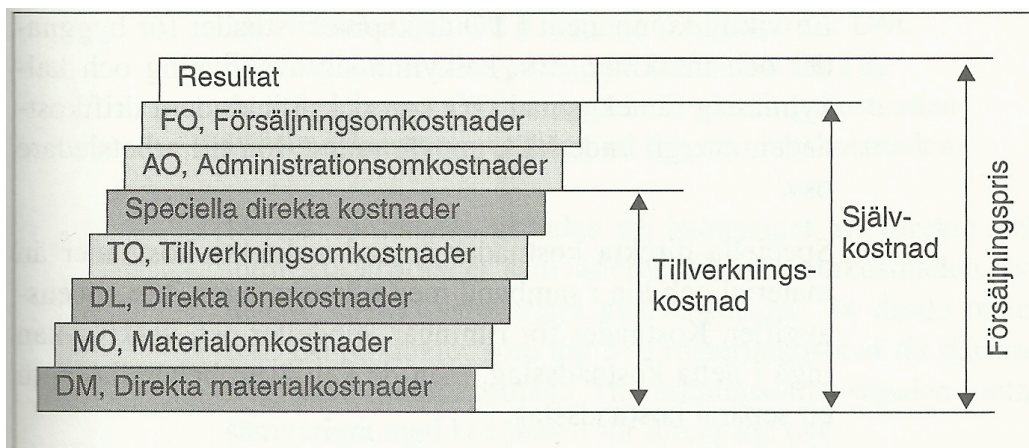 Resultat
FO, Försäljningsomkostnader
AO, Administrationsomkostnader
Speciella direkta kostnader
TO, Tillverkningsomkostnader
DL, Direkta lönekostnader
MO, Materialomkostnader
DM, Direkta materialkostnader
Tillverknings-
kostnad
Själv-
kostnad
Försäljningspris